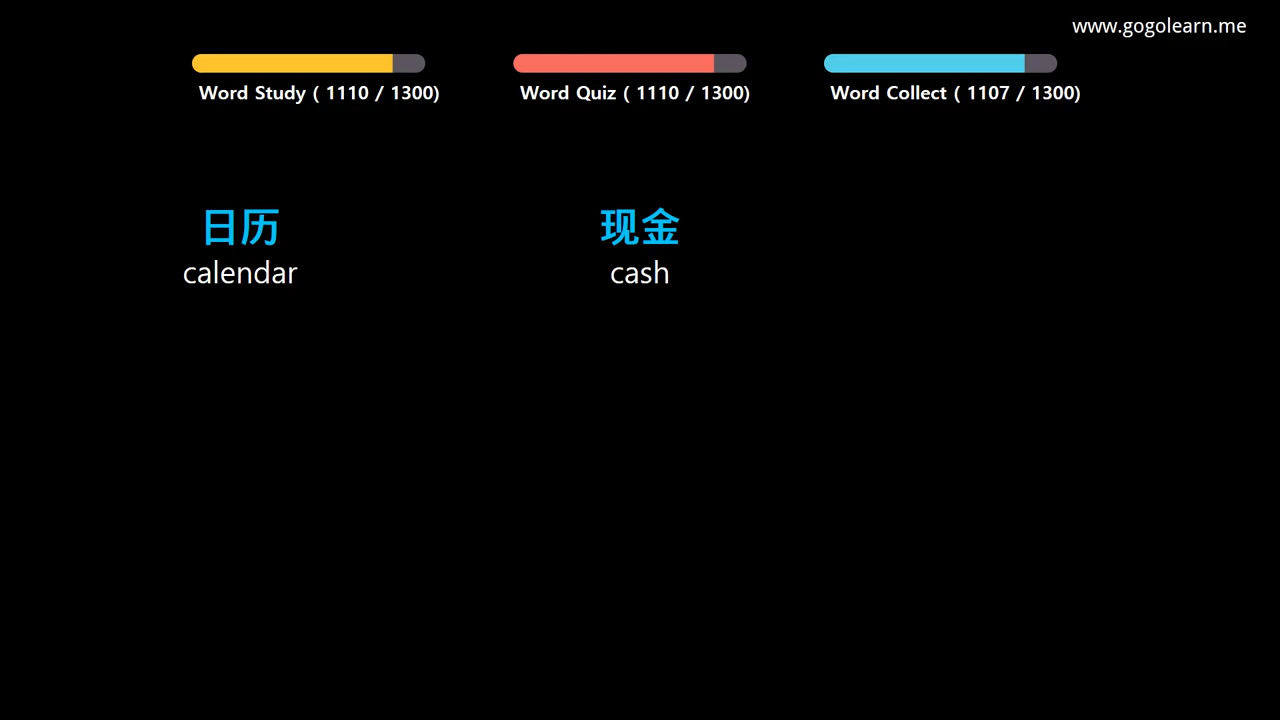 www.gogolearn.me
Word Study ( 1110 / 1300)
Word Quiz ( 1110 / 1300)
Word Collect ( 1107 / 1300)
日历
calendar
现金
cash